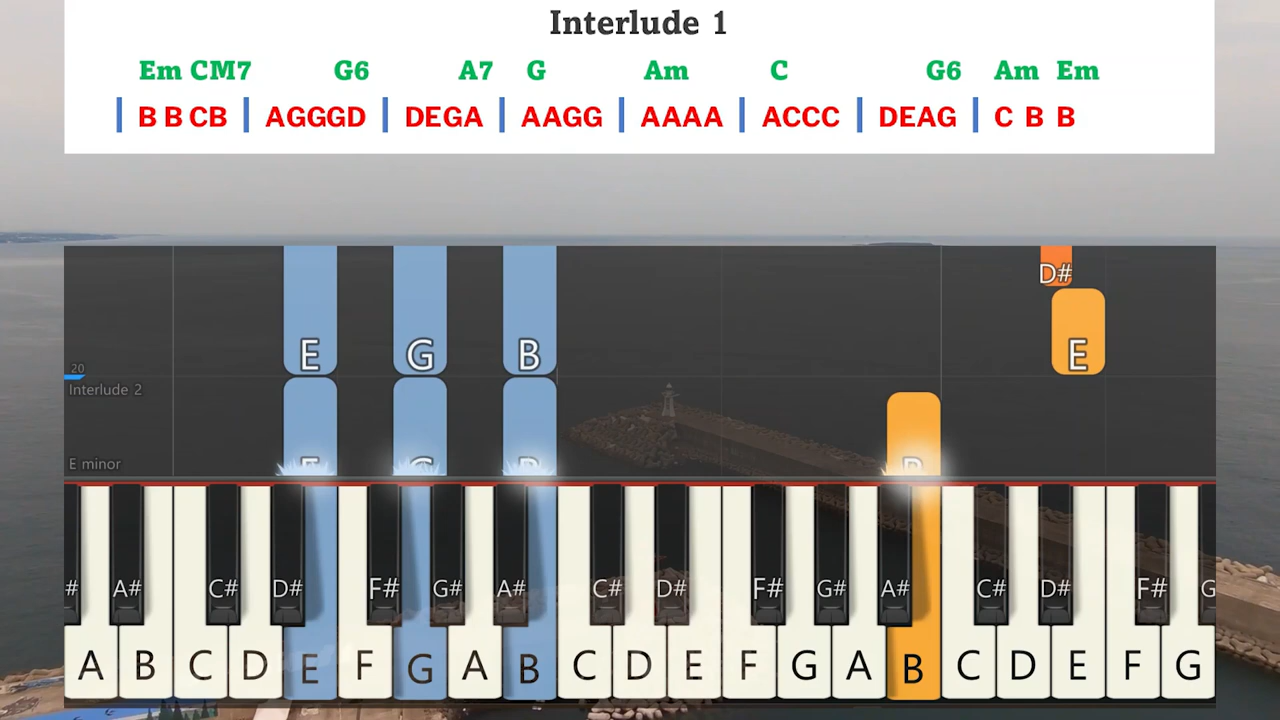 Interlude 1
Em CM7 G6 A7 G Am C G6 Am Em
| B B CB | AGGGD | DEGA | AAGG | AAAA | ACCC | DEAG | C B B
D#
E G B E
20
Interlude 2
E G B B
E minor
# A# C# D# F# G# A# C# D# F# G# A# C# D# F# G
A B C D E F G A B C D E F G A B C D E F G